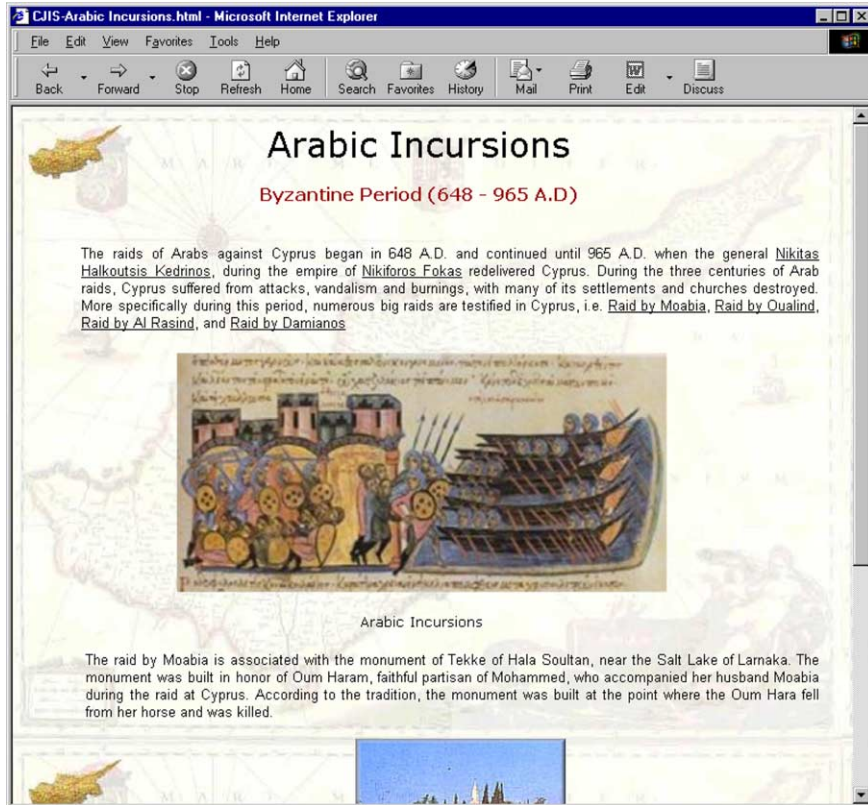 CJIS-Arabic Incursions.html - Microsoft Internet Explorer
File Edit View Favorites Tools Help
Back Forward Stop Refresh Home Search Favorites History Mail Print Edit Discuss
Arabic Incursions
Byzantine Period (648 - 965 A.D)
The raids of Arabs against Cyprus began in 648 A.D. and continued until 965 A.D. when the general Nikitas
Halkoutsis Kedrinos, during the empire of Nikiforos Fokas redelivered Cyprus. During the three centuries of Arab
raids, Cyprus suffered from attacks, vandalism and burnings, with many of its settlements and churches destroyed.
More specifically during this period, numerous big raids are testified in Cyprus, i.e. Raid by Moabia, Raid by Oualind,
Raid by Al Rasind, and Raid by Damianos
Arabic Incursions
The raid by Moabia is associated with the monument of Tekke of Hala Soultan, near the Salt Lake of Larnaka. The
monument was built in honor of Oum Haram, faithful partisan of Mohammed, who accompanied her husband Moabia
during the raid at Cyprus. According to the tradition, the monument was built at the point where the Oum Hara fell
from her horse and was killed.